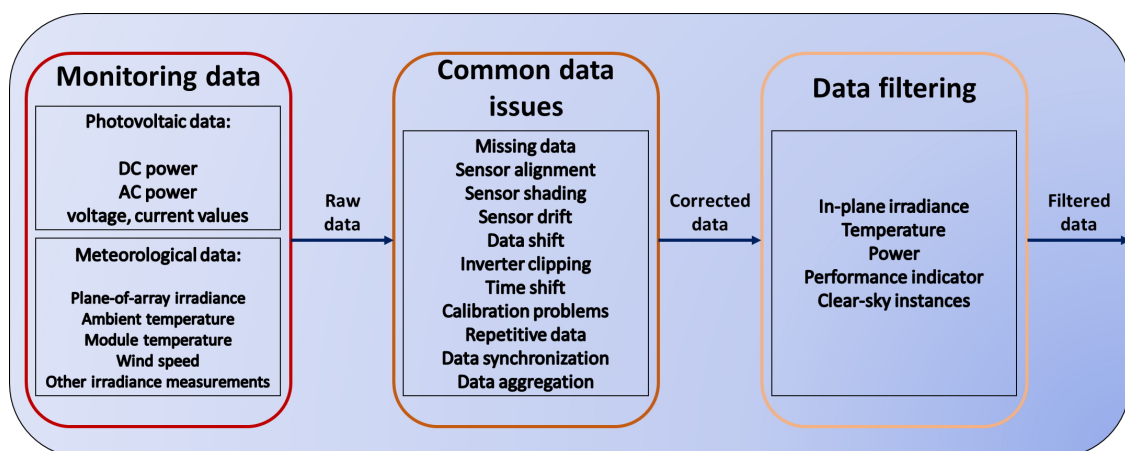 Monitoring data
Photovoltaic data:
DC power
AC power
voltage, current values
Meteorological data:
Plane-of-array irradiance
Ambient temperature
Module temperature
Wind speed
Other irradiance measurements
Raw
data
Common data
issues
Missing data
Sensor alignment
Sensor shading
Sensor drift
Data shift
Inverter clipping
Time shift
Calibration problems
Repetitive data
Data synchronization
Data aggregation
Corrected
data
Data filtering
In-plane irradiance
Temperature
Power
Performance indicator
Clear-sky instances
Filtered
data